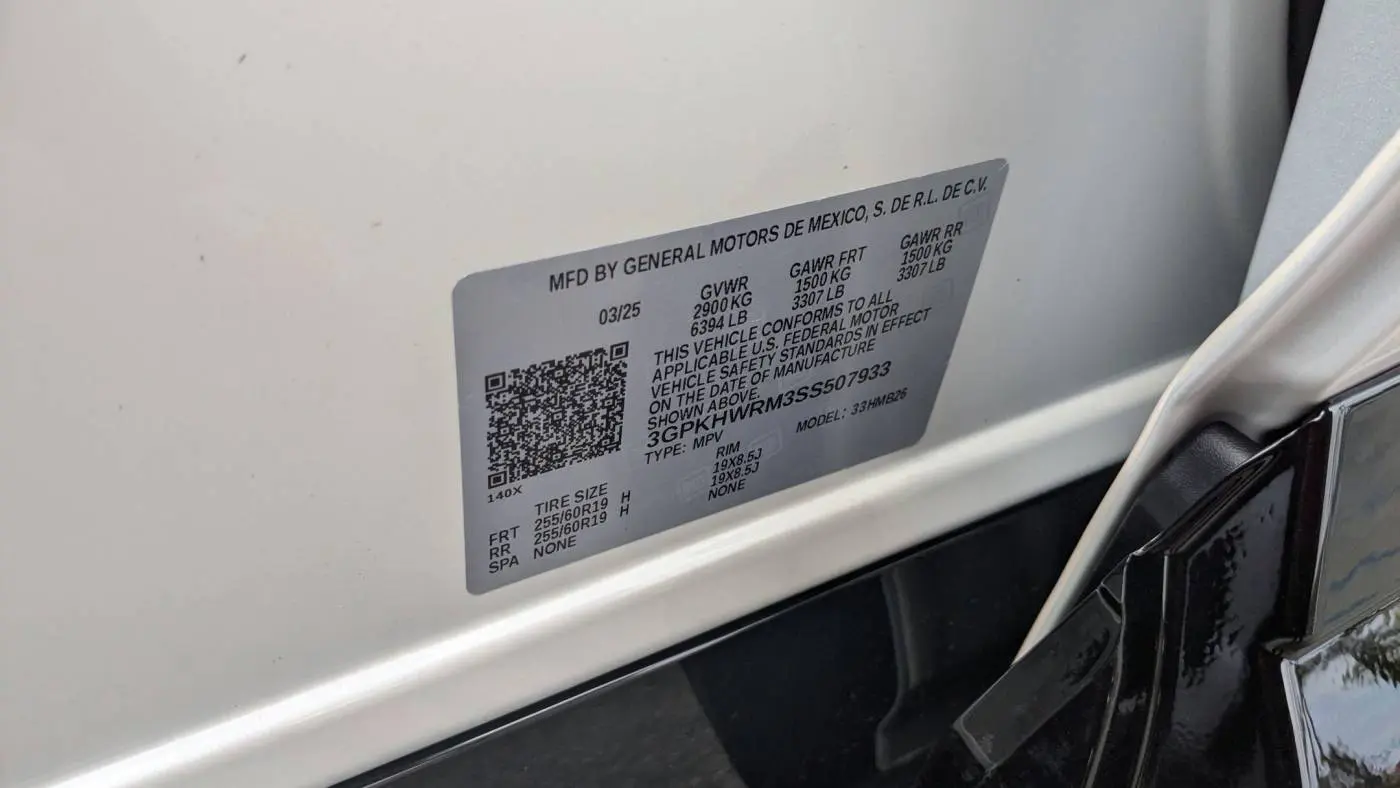 MFD BY GENERAL MOTORS DE MEXICO, S. DE R.L. DE C.V.
03/25 GVWR GAWR FRT GAWR RR
2900 KG 1500 KG 1500 KG
6394 LB 3307 LB 3307 LB
THIS VEHICLE CONFORMS TO ALL
APPLICABLE U.S. FEDERAL MOTOR
VEHICLE SAFETY STANDARDS IN EFFECT
ON THE DATE OF MANUFACTURE
SHOWN ABOVE.
3GPKHWRM3SS507933
TYPE: MPV MODEL: 33HMB26
140X
TIRE SIZE RIM
FRT 255/60R19 H 19X8.5J
RR 255/60R19 H 19X8.5J
SPA NONE NONE